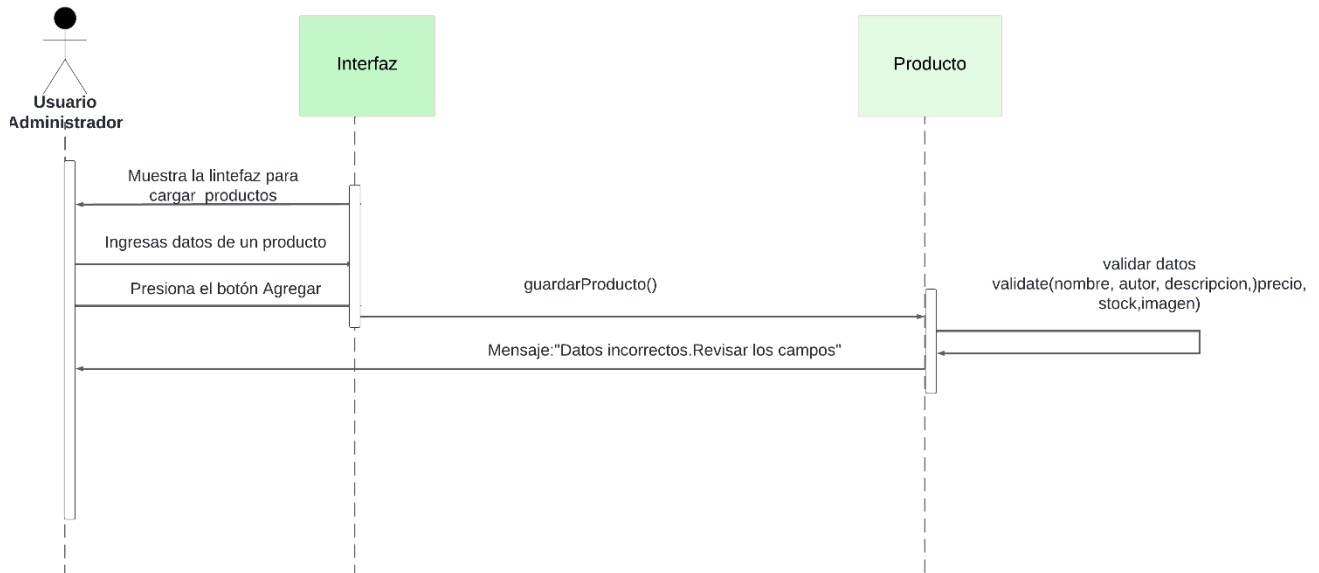 Interfaz
Producto
Usuario
Administrador
Muestra la lintefaz para
cargar productos
Ingresas datos de un producto
Presiona el botón Agregar
guardarProducto()
validar datos
validate(nombre, autor, descripcion,)precio,
stock,imagen)
Mensaje:"Datos incorrectos.Revisar los campos"